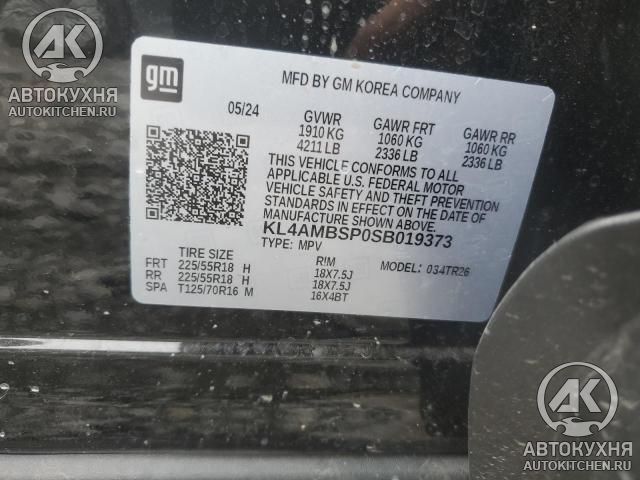 AK
АВТОКУХНЯ
AUTOKITCHEN.RU
gm
MFD BY GM KOREA COMPANY
05/24 GVWR GAWR FRT GAWR RR
1910 KG 1060 KG 1060 KG
4211 LB 2336 LB 2336 LB
THIS VEHICLE CONFORMS TO ALL
APPLICABLE U.S. FEDERAL MOTOR
VEHICLE SAFETY AND THEFT PREVENTION
STANDARDS IN EFFECT ON THE DATE OF
MANUFACTURE SHOWN ABOVE.
KL4AMBSP0SB019373
TYPE: MPV MODEL: 034TR26
TIRE SIZE RIM
FRT 225/55R18 H 18X7.5J
RR 225/55R18 H 18X7.5J
SPA T125/70R16 M 16X4BT
AK
АВТОКУХНЯ
AUTOKITCHEN.RU